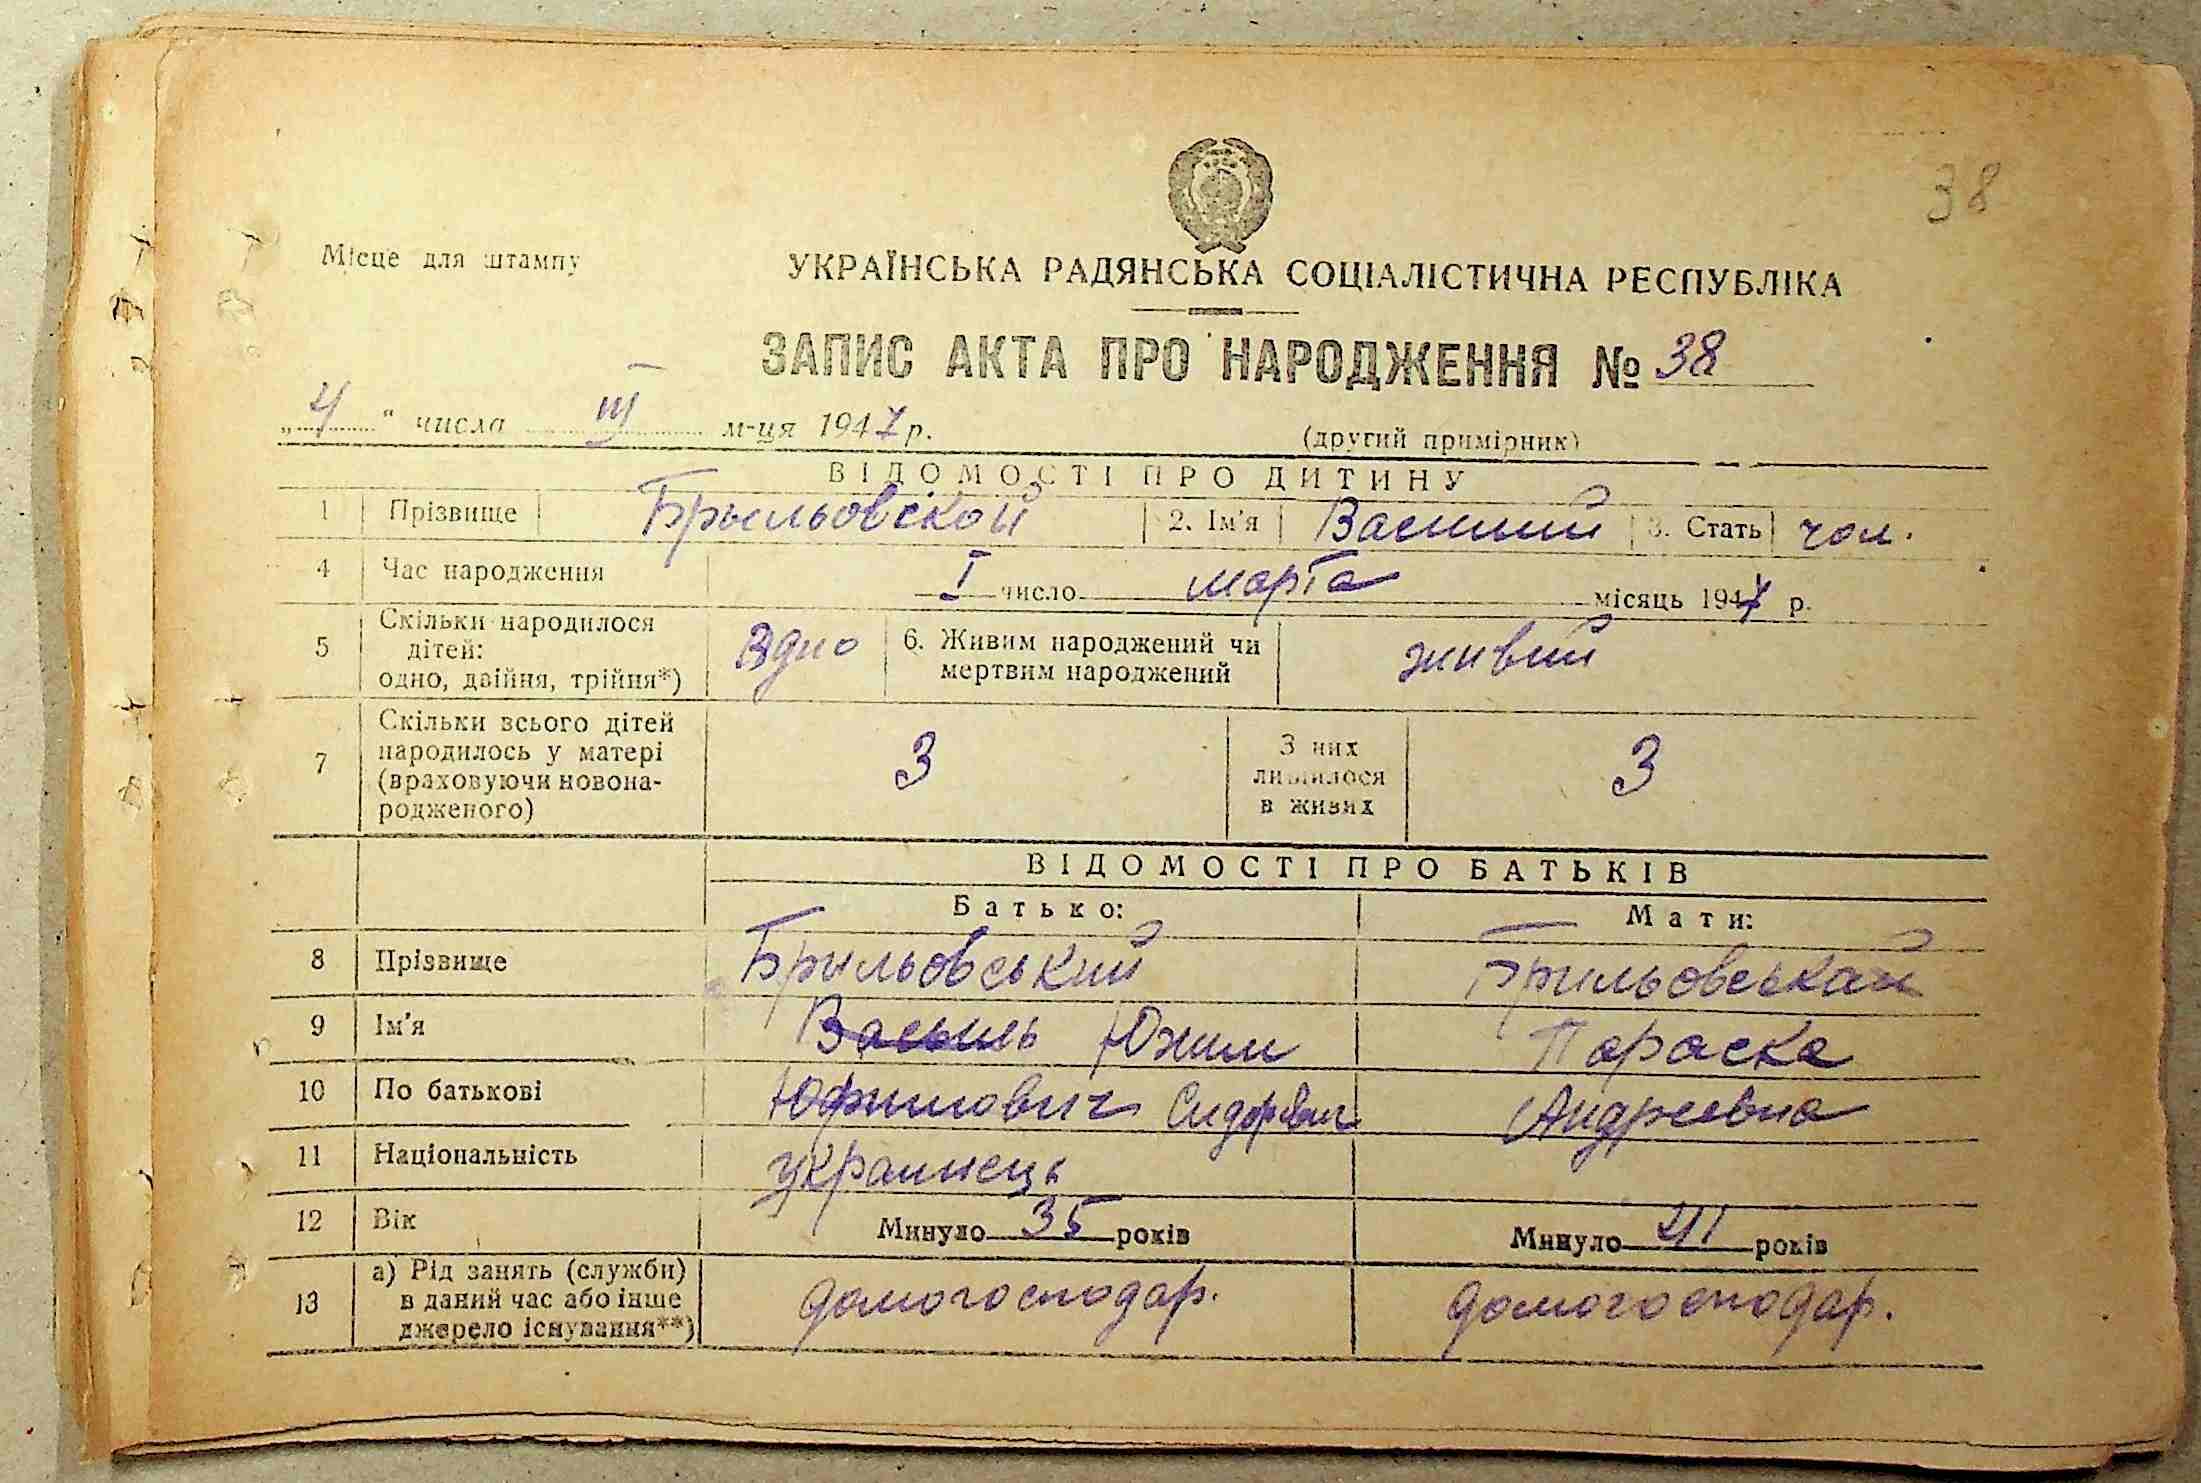 38
Місце для штампу
УКРАЇНСЬКА РАДЯНСЬКА СОЦІАЛІСТИЧНА РЕСПУБЛІКА
ЗАПИС АКТА ПРО НАРОДЖЕННЯ № 38
„4" числа III м-ця 1947 р.
(другий примірник)
ВІДОМОСТІ ПРО ДИТИНУ
1 Прізвище Брыльовской 2. Ім'я Василий 3. Стать чол.
4 Час народження I число марта місяць 1947 р.
5 Скільки народилося дітей: одно, двійня, трійня*) Одно 6. Живим народжений чи мертвим народжений живий
7 Скільки всього дітей народилось у матері (враховуючи новонародженого) 3 З них лишилося в живих 3
ВІДОМОСТІ ПРО БАТЬКІВ
Батько: Мати:
8 Прізвище Брильовський Брильовськай
9 Ім'я Василь Юхим Параска
10 По батькові Юфимович Сидорович Андреевна
11 Національність украинець
12 Вік Минуло 35 років Минуло 41 років
13 а) Рід занять (служби) в даний час або інше джерело існування**) домогосподар. домогосподар.